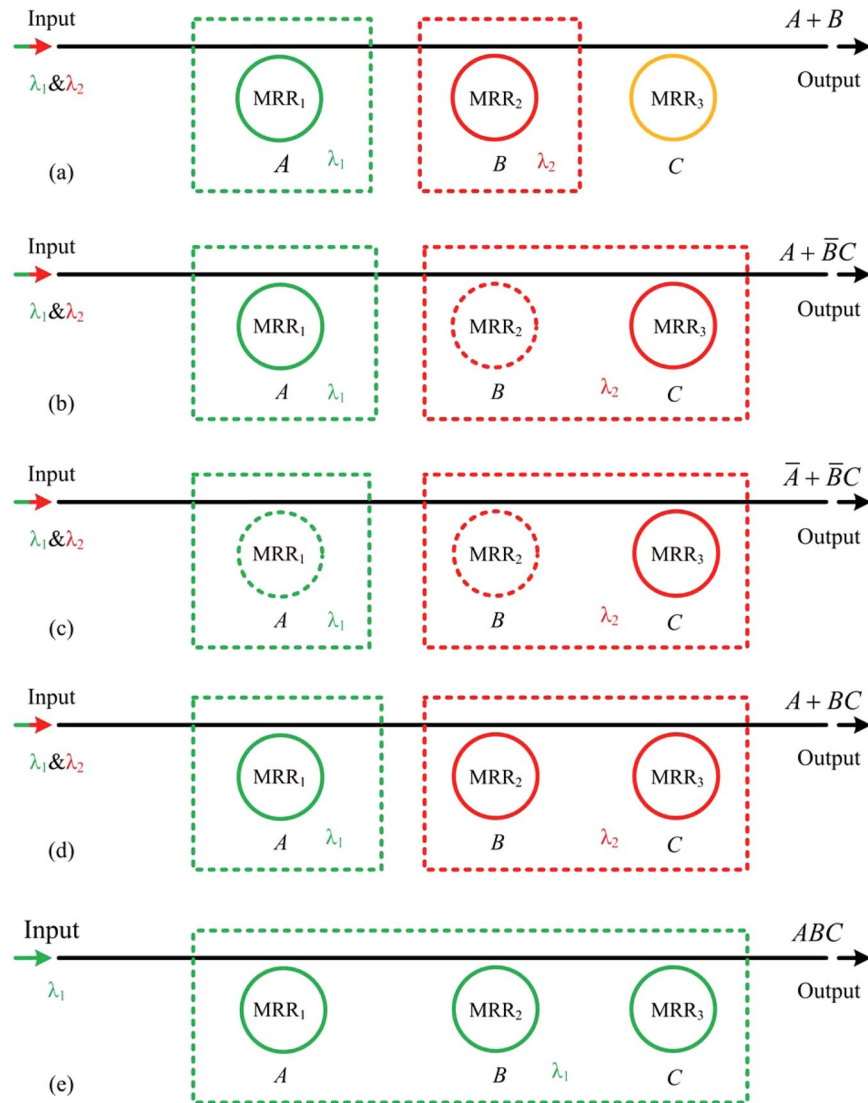 Input A + B
MRR₁ MRR₂ MRR₃
λ₁&λ₂ Output
A λ₁ B λ₂ C
(a)
Input A + B̅C
MRR₁ MRR₂ MRR₃
λ₁&λ₂ Output
A λ₁ B λ₂ C
(b)
Input A̅ + B̅C
MRR₁ MRR₂ MRR₃
λ₁&λ₂ Output
A λ₁ B λ₂ C
(c)
Input A + BC
MRR₁ MRR₂ MRR₃
λ₁&λ₂ Output
A λ₁ B λ₂ C
(d)
Input ABC
λ₁ Output
MRR₁ MRR₂ MRR₃
A B λ₁ C
(e)